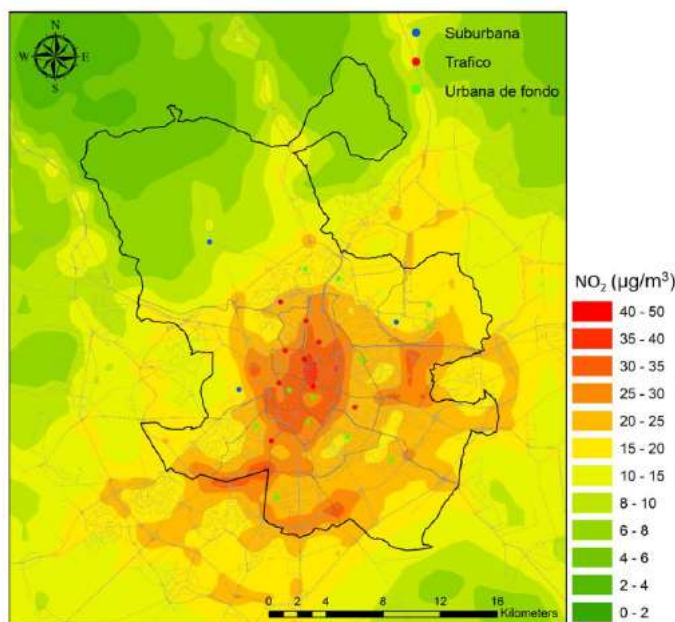 N
W E
S
Suburbana
Trafico
Urbana de fondo
NO₂ (µg/m³)
40 - 50
35 - 40
30 - 35
25 - 30
20 - 25
15 - 20
10 - 15
8 - 10
6 - 8
4 - 6
2 - 4
0 - 2
0 2 4 8 12 16
Kilometers